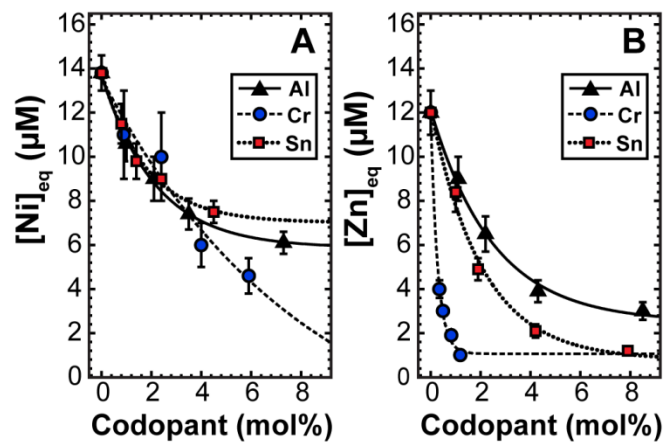 A
B
16
14
12
10
8
6
4
2
0
[Ni]eq (µM)
Al
Cr
Sn
0 2 4 6 8
Codopant (mol%)
16
14
12
10
8
6
4
2
0
[Zn]eq (µM)
Al
Cr
Sn
0 2 4 6 8
Codopant (mol%)